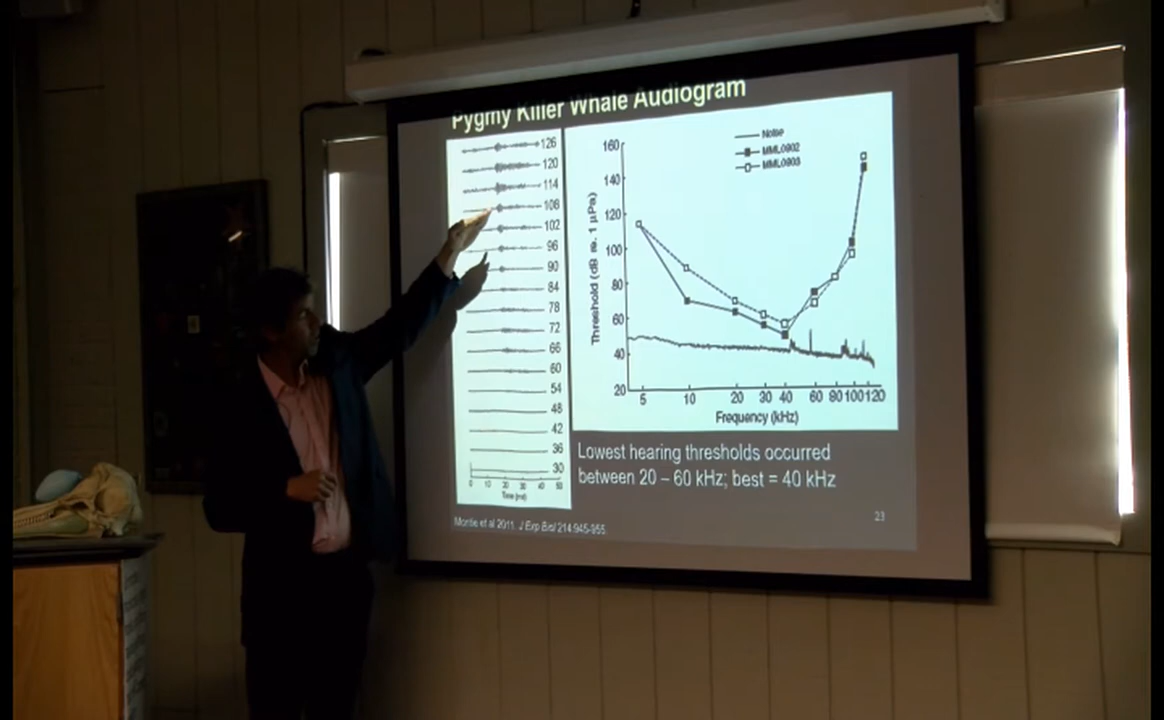 Pygmy Killer Whale Audiogram
126
120
114
108
102
96
90
84
78
72
66
60
54
48
42
36
30
0 10 20 30 40 50
Time (ms)
Noise
MML0902
MML0903
160
140
120
100
80
60
40
20
Threshold (dB re. 1 µPa)
5 10 20 30 40 60 80 100 120
Frequency (kHz)
Lowest hearing thresholds occurred
between 20 – 60 kHz; best = 40 kHz
Montie et al 2011. J Exp Biol 214:945-955.
23